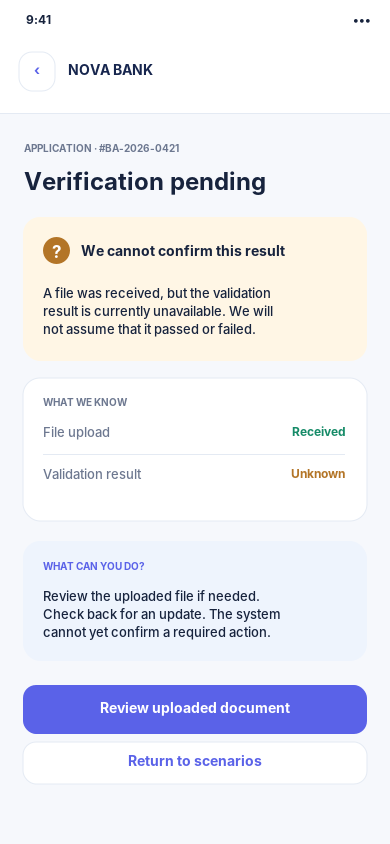 9:41
•••
‹
NOVA BANK
APPLICATION · #BA-2026-0421
Verification pending
?
We cannot confirm this result
A file was received, but the validation
result is currently unavailable. We will
not assume that it passed or failed.
WHAT WE KNOW
File upload
Received
Validation result
Unknown
WHAT CAN YOU DO?
Review the uploaded file if needed.
Check back for an update. The system
cannot yet confirm a required action.
Review uploaded document
Return to scenarios